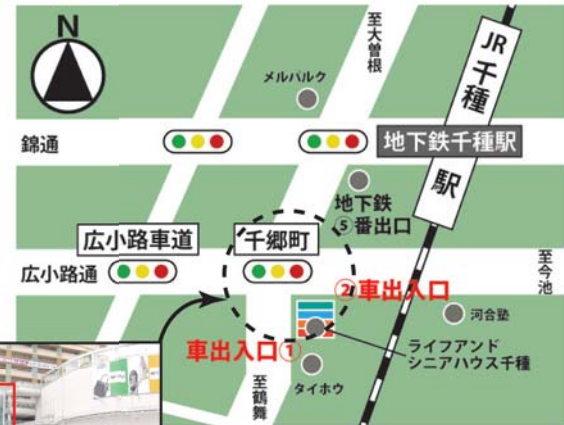 N
至大曽根
JR千種駅
メルパルク
錦通
地下鉄千種駅
地下鉄
⑤番出口
広小路車道
千郷町
至今池
広小路通
②車出入口
河合塾
車出入口①
ライフアンド
シニアハウス千種
至鶴舞
タイホウ